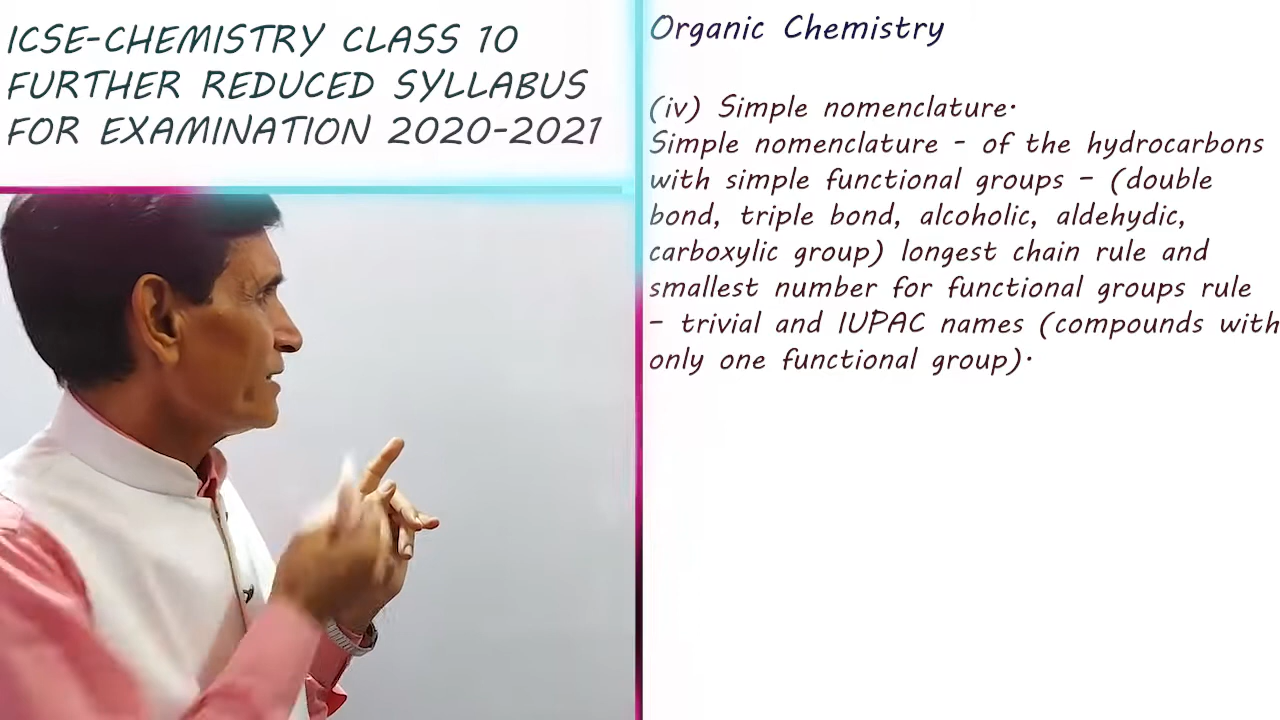 ICSE-CHEMISTRY CLASS 10
FURTHER REDUCED SYLLABUS
FOR EXAMINATION 2020-2021
Organic Chemistry
(iv) Simple nomenclature.
Simple nomenclature - of the hydrocarbons
with simple functional groups – (double
bond, triple bond, alcoholic, aldehydic,
carboxylic group) longest chain rule and
smallest number for functional groups rule
– trivial and IUPAC names (compounds with
only one functional group).